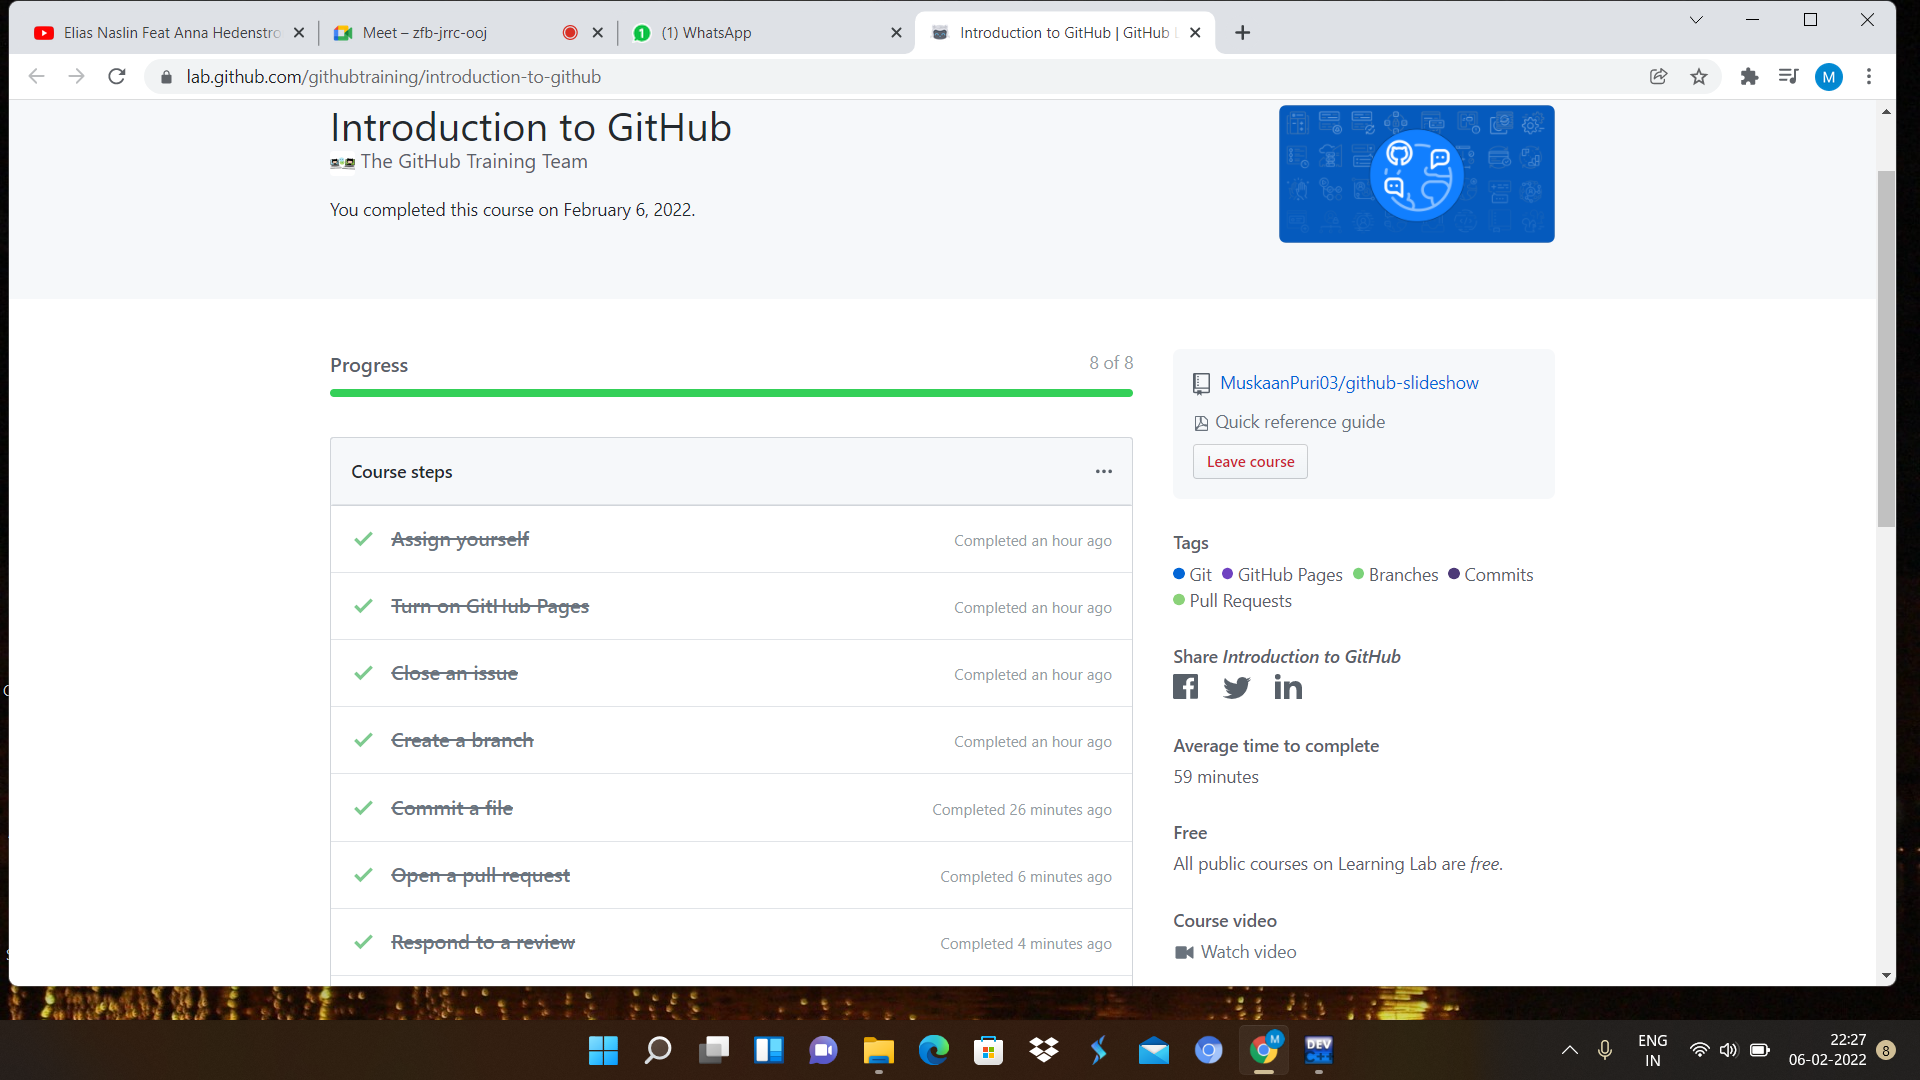 Elias Naslin Feat Anna Hedenstro
Meet – zfb-jrrc-ooj
1
(1) WhatsApp
Introduction to GitHub | GitHub L
lab.github.com/githubtraining/introduction-to-github
M
Introduction to GitHub
The GitHub Training Team
You completed this course on February 6, 2022.
Progress
8 of 8
MuskaanPuri03/github-slideshow
Quick reference guide
Leave course
Course steps
Assign yourself
Completed an hour ago
Turn on GitHub Pages
Completed an hour ago
Close an issue
Completed an hour ago
Create a branch
Completed an hour ago
Commit a file
Completed 26 minutes ago
Open a pull request
Completed 6 minutes ago
Respond to a review
Completed 4 minutes ago
Tags
Git GitHub Pages Branches Commits
Pull Requests
Share Introduction to GitHub
Average time to complete
59 minutes
Free
All public courses on Learning Lab are free.
Course video
Watch video
M
DEV
C++
ENG
IN
22:27
06-02-2022
8